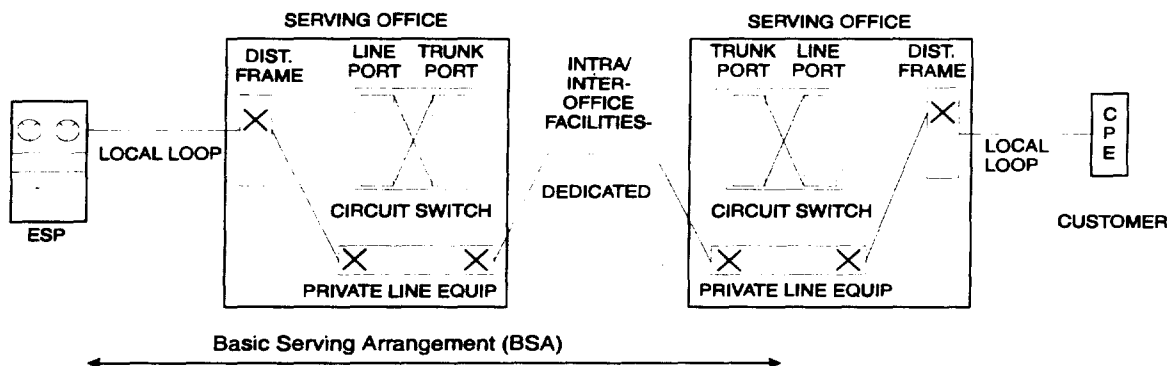 SERVING OFFICE
SERVING OFFICE
DIST.
FRAME
LINE
PORT
TRUNK
PORT
INTRA/
INTER-
OFFICE
FACILITIES-
DEDICATED
TRUNK
PORT
LINE
PORT
DIST.
FRAME
LOCAL LOOP
LOCAL
LOOP
C
P
E
CIRCUIT SWITCH
CIRCUIT SWITCH
ESP
CUSTOMER
PRIVATE LINE EQUIP
PRIVATE LINE EQUIP
Basic Serving Arrangement (BSA)